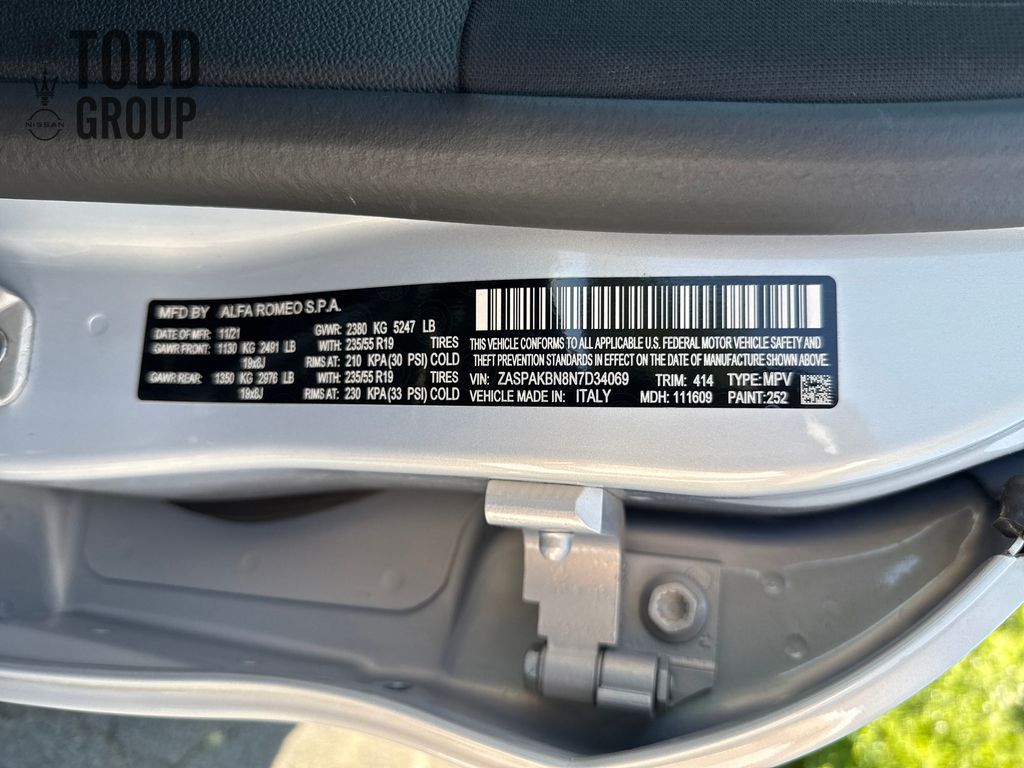 TODD
GROUP
NISSAN
MFD BY ALFA ROMEO S.P.A.
DATE OF MFR: 11/21 GVWR: 2380 KG 5247 LB
GAWR FRONT: 1130 KG 2491 LB WITH: 235/55 R19 TIRES
19x8J RIMS AT: 210 KPA(30 PSI) COLD
GAWR REAR: 1350 KG 2976 LB WITH: 235/55 R19 TIRES
19x8J RIMS AT: 230 KPA(33 PSI) COLD
THIS VEHICLE CONFORMS TO ALL APPLICABLE U.S. FEDERAL MOTOR VEHICLE SAFETY AND
THEFT PREVENTION STANDARDS IN EFFECT ON THE DATE OF MANUFACTURE SHOWN ABOVE.
VIN: ZASPAKBN8N7D34069 TRIM: 414 TYPE: MPV
VEHICLE MADE IN: ITALY MDH: 111609 PAINT: 252